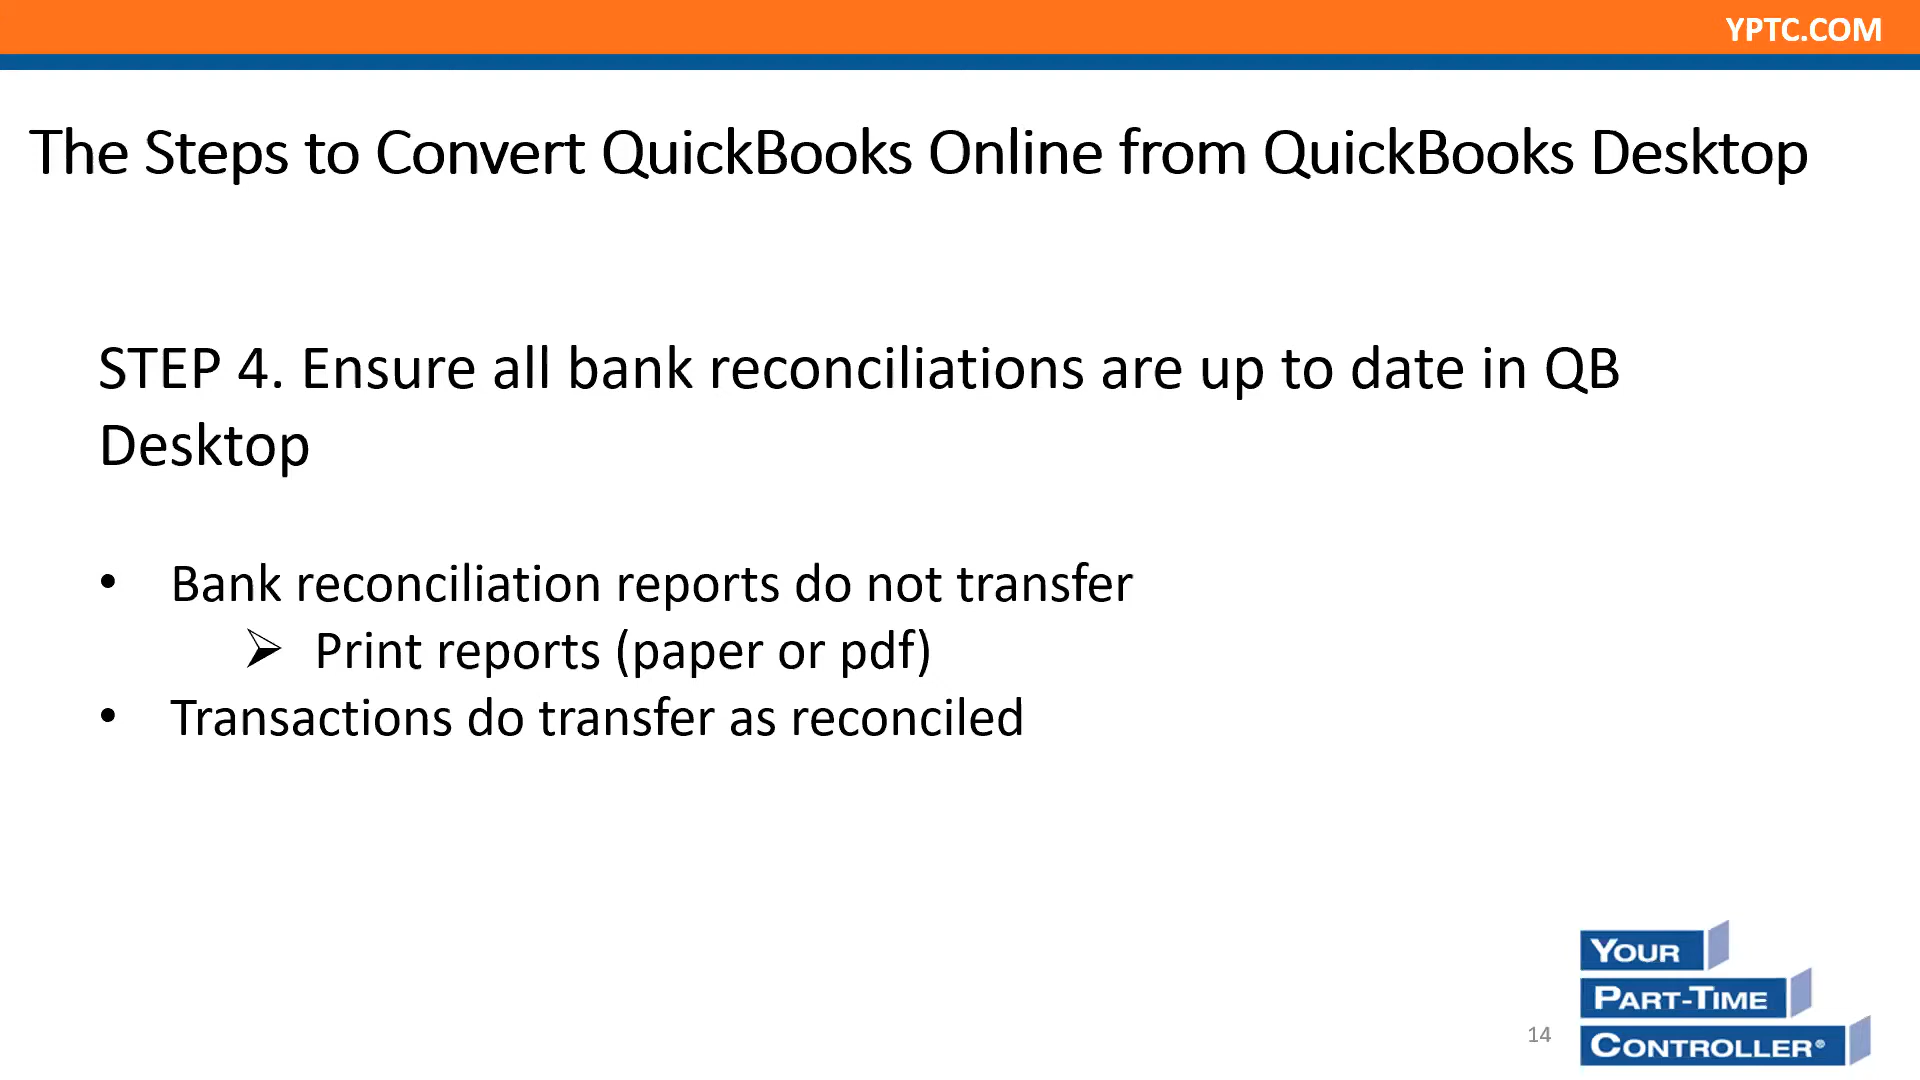 YPTC.COM
The Steps to Convert QuickBooks Online from QuickBooks Desktop
STEP 4. Ensure all bank reconciliations are up to date in QB
Desktop
• Bank reconciliation reports do not transfer
➢ Print reports (paper or pdf)
• Transactions do transfer as reconciled
YOUR
PART-TIME
14
CONTROLLER®